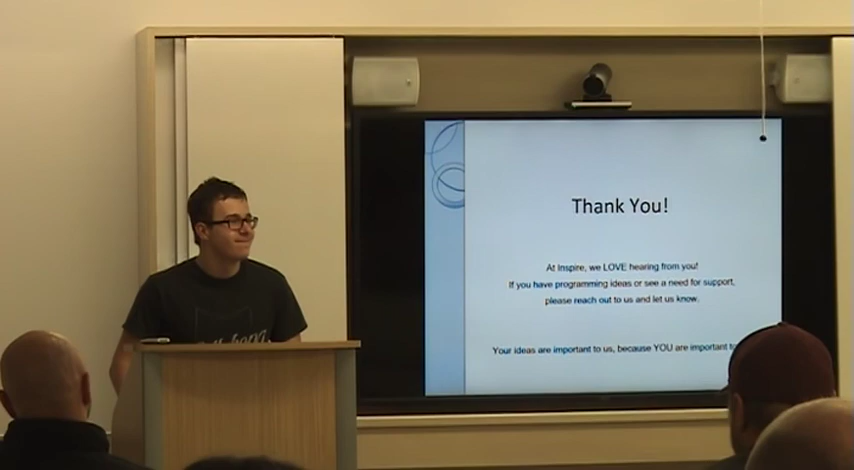 Thank You!
At Inspire, we LOVE hearing from you!
If you have programming ideas or see a need for support,
please reach out to us and let us know.
Your ideas are important to us, because YOU are important to